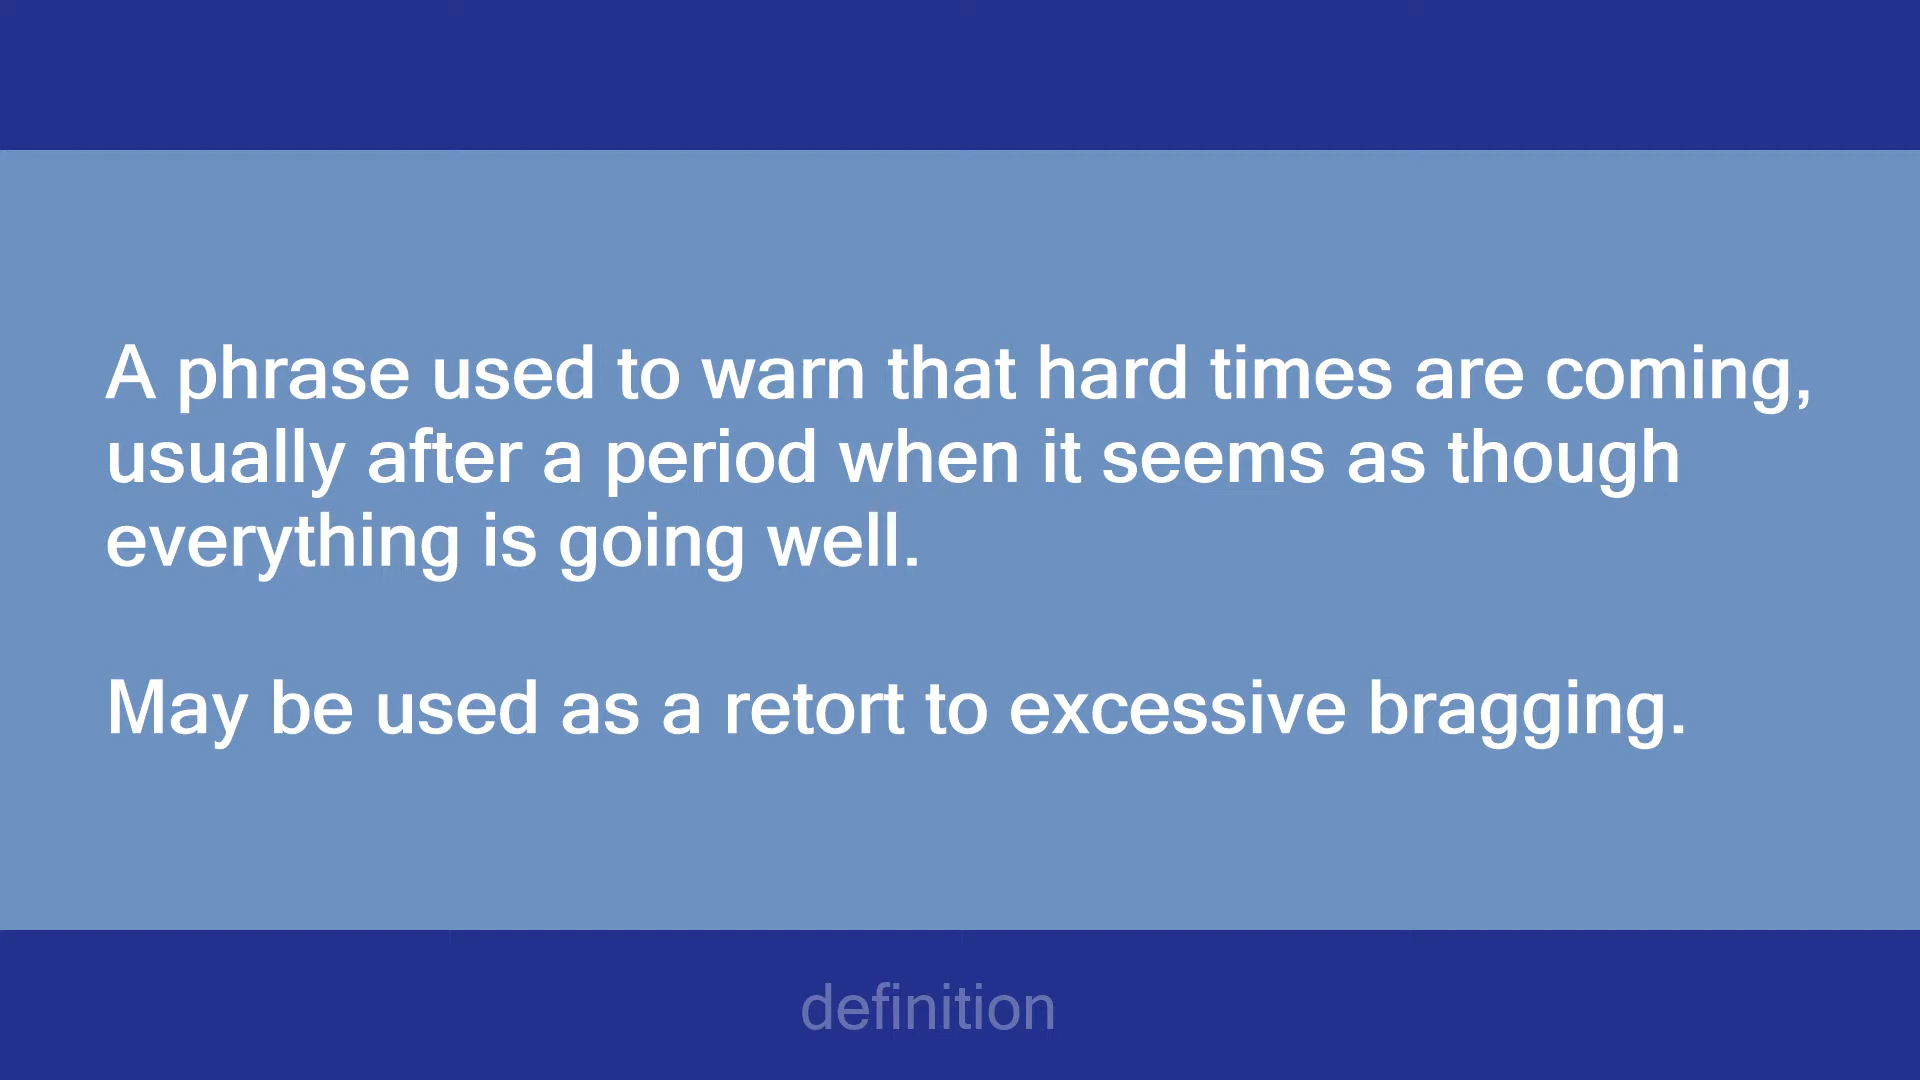 A phrase used to warn that hard times are coming,
usually after a period when it seems as though
everything is going well.
May be used as a retort to excessive bragging.
definition